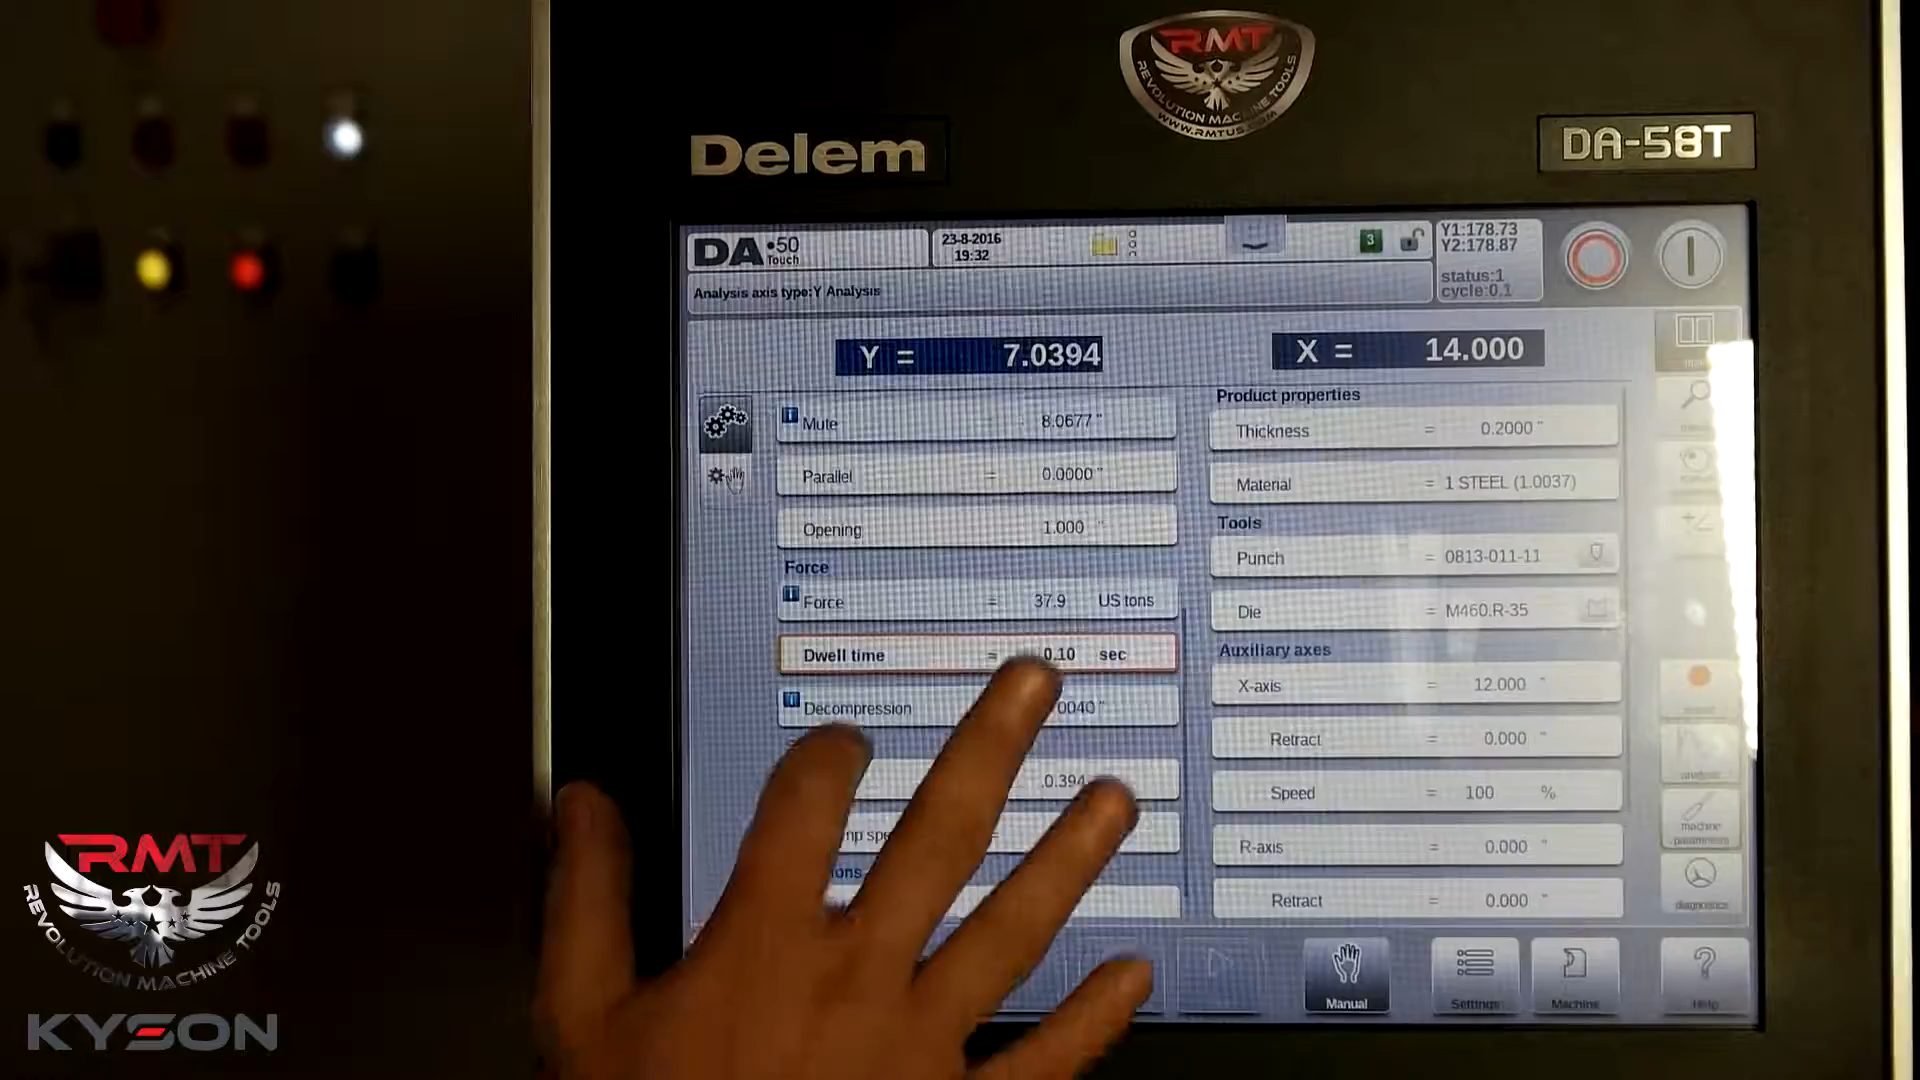 RMT
REVOLUTION MACHINE TOOLS
WWW.RMTUS.COM
Delem
DA-58T
DA•50
Touch
23-8-2016
19:32
3
Y1:178.73
Y2:178.87
status:1
cycle:0.1
Analysis axis type:Y Analysis
Y = 7.0394
X = 14.000
Mute 8.0677 "
Parallel = 0.0000 "
Opening 1.000 "
Force
Force = 37.9 US tons
Dwell time = 0.10 sec
Decompression 0040 "
0.394
=
Product properties
Thickness = 0.2000 "
Material = 1 STEEL (1.0037)
Tools
Punch = 0813-011-11
Die = M460.R-35
Auxiliary axes
X-axis = 12.000 "
Retract = 0.000 "
Speed = 100 %
R-axis = 0.000 "
Retract = 0.000 "
machine
parameters
diagnostics
Manual
Settings
Machine
Help
RMT
REVOLUTION MACHINE TOOLS
KYSON